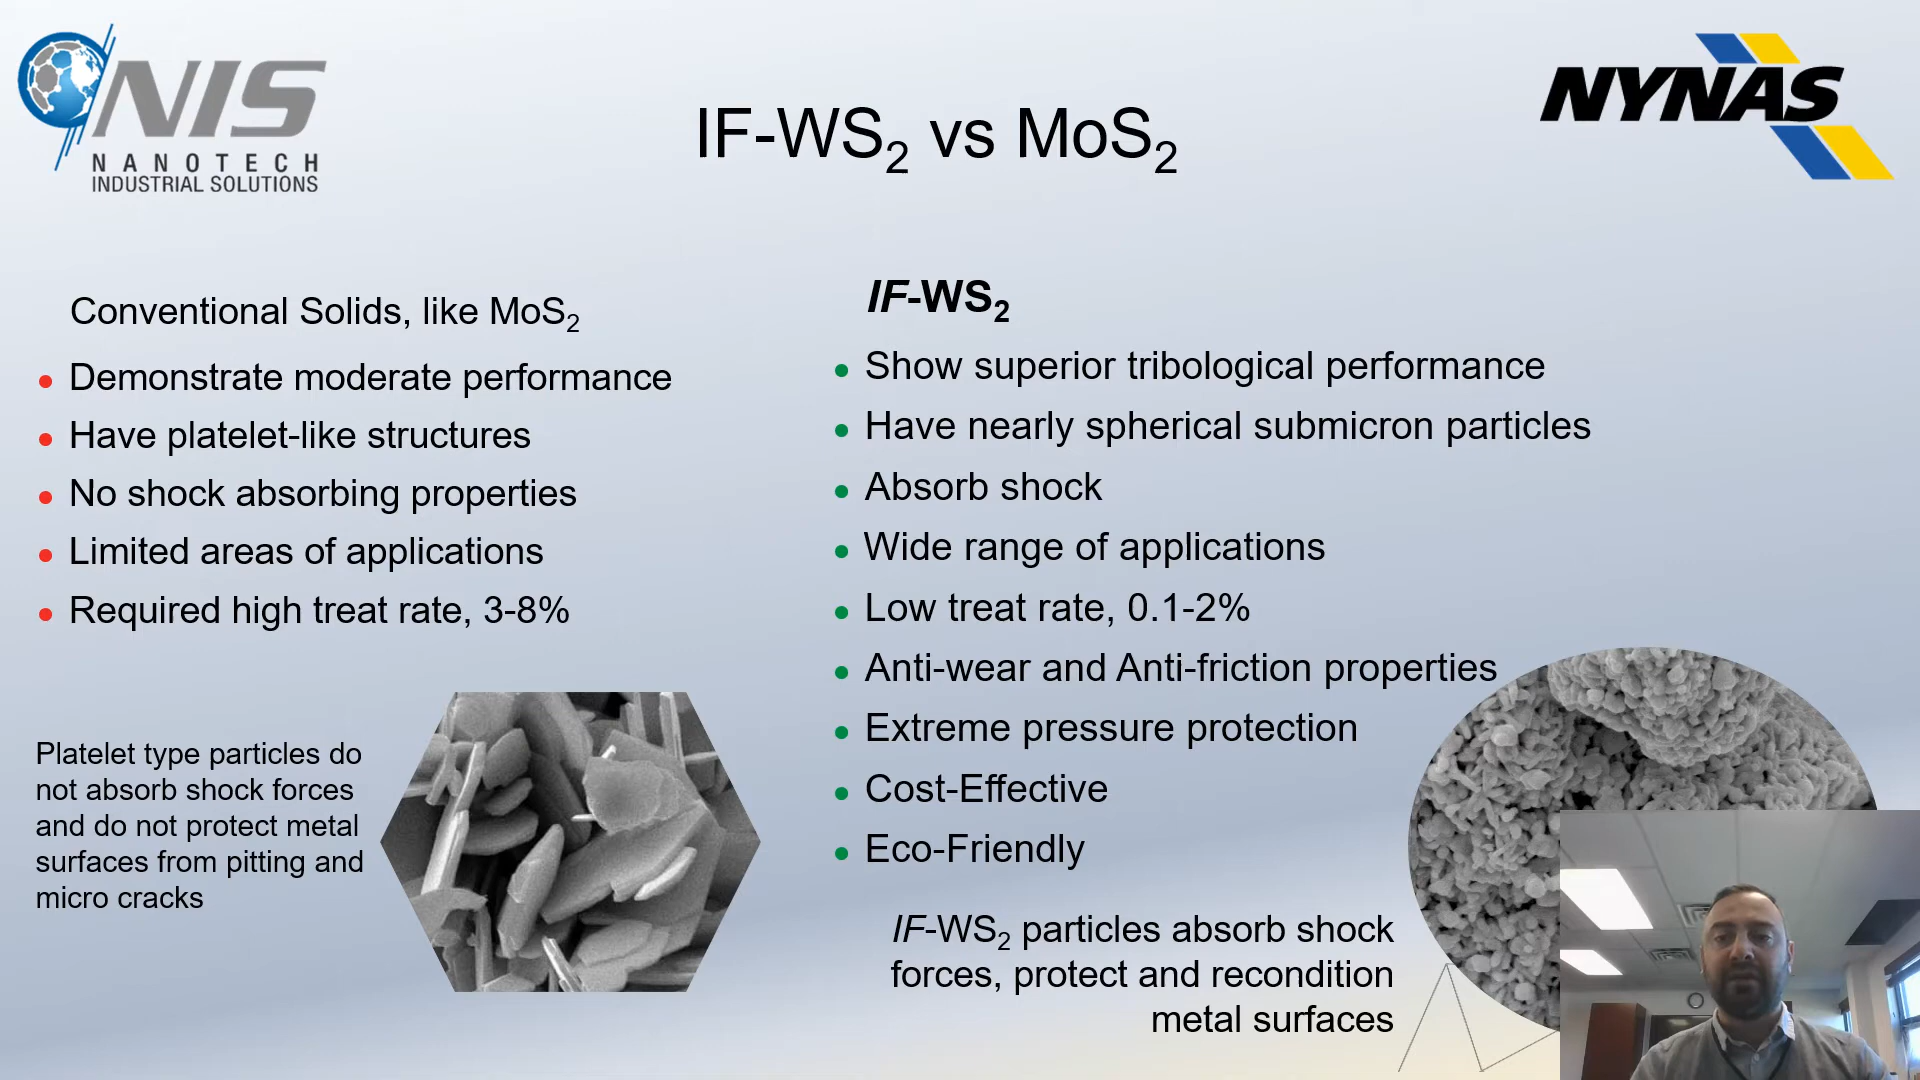 NIS
NANOTECH
INDUSTRIAL SOLUTIONS
NYNAS
IF-WS₂ vs MoS₂
Conventional Solids, like MoS₂
• Demonstrate moderate performance
• Have platelet-like structures
• No shock absorbing properties
• Limited areas of applications
• Required high treat rate, 3-8%
Platelet type particles do
not absorb shock forces
and do not protect metal
surfaces from pitting and
micro cracks
IF-WS₂
• Show superior tribological performance
• Have nearly spherical submicron particles
• Absorb shock
• Wide range of applications
• Low treat rate, 0.1-2%
• Anti-wear and Anti-friction properties
• Extreme pressure protection
• Cost-Effective
• Eco-Friendly
IF-WS₂ particles absorb shock
forces, protect and recondition
metal surfaces